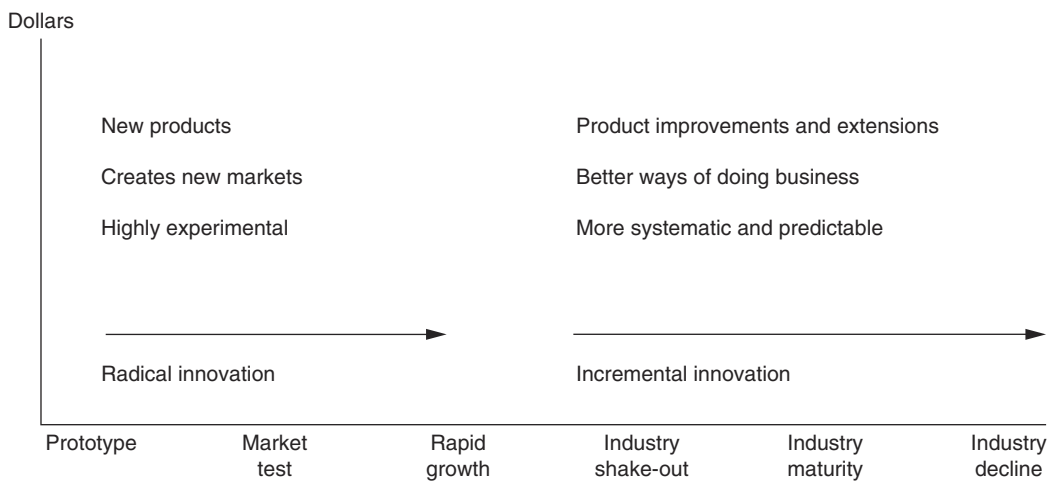 Dollars
New products
Creates new markets
Highly experimental
Product improvements and extensions
Better ways of doing business
More systematic and predictable
Radical innovation
Incremental innovation
Prototype
Market
test
Rapid
growth
Industry
shake-out
Industry
maturity
Industry
decline